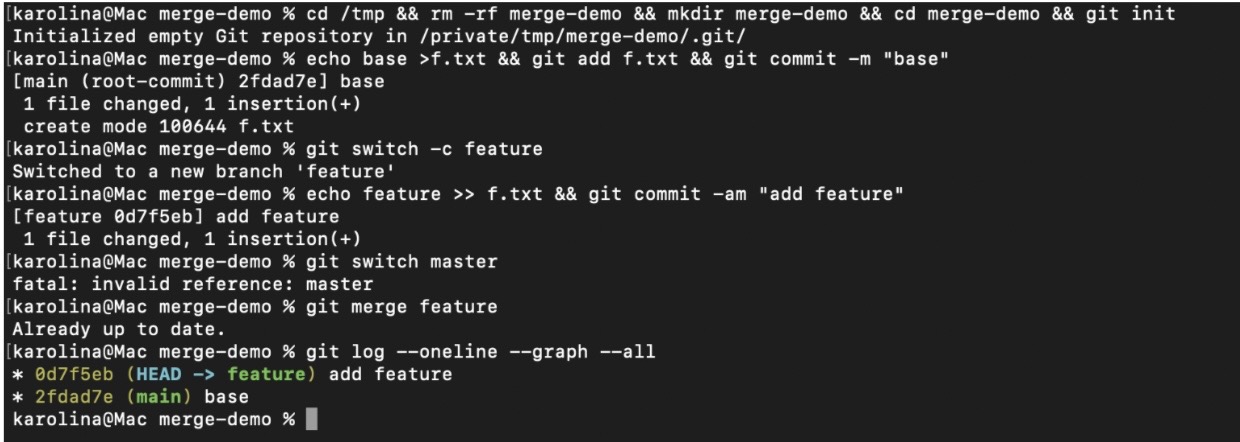 [karolina@Mac merge-demo % cd /tmp && rm -rf merge-demo && mkdir merge-demo && cd merge-demo && git init
Initialized empty Git repository in /private/tmp/merge-demo/.git/
[karolina@Mac merge-demo % echo base >f.txt && git add f.txt && git commit -m "base"
[main (root-commit) 2fdad7e] base
 1 file changed, 1 insertion(+)
 create mode 100644 f.txt
[karolina@Mac merge-demo % git switch -c feature
Switched to a new branch 'feature'
[karolina@Mac merge-demo % echo feature >> f.txt && git commit -am "add feature"
[feature 0d7f5eb] add feature
 1 file changed, 1 insertion(+)
[karolina@Mac merge-demo % git switch master
fatal: invalid reference: master
[karolina@Mac merge-demo % git merge feature
Already up to date.
[karolina@Mac merge-demo % git log --oneline --graph --all
* 0d7f5eb (HEAD -> feature) add feature
* 2fdad7e (main) base
karolina@Mac merge-demo %